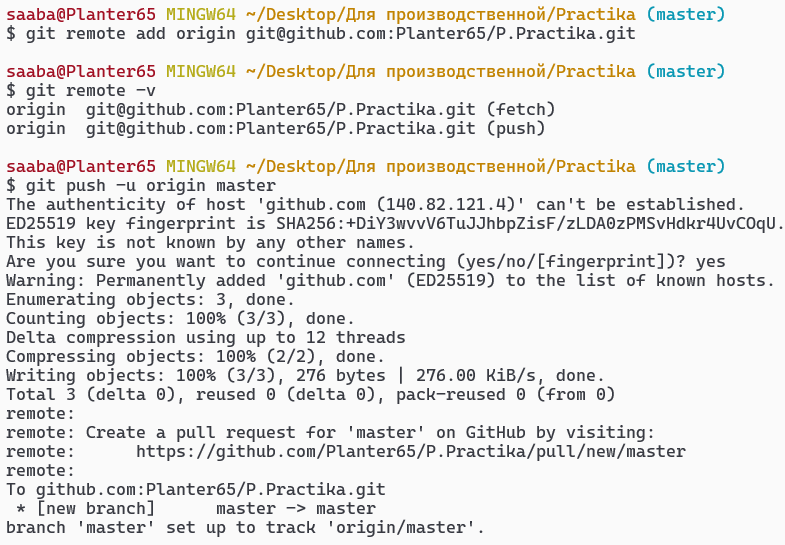 saaba@Planter65 MINGW64 ~/Desktop/Для производственной/Practika (master)
$ git remote add origin git@github.com:Planter65/P.Practika.git

saaba@Planter65 MINGW64 ~/Desktop/Для производственной/Practika (master)
$ git remote -v
origin  git@github.com:Planter65/P.Practika.git (fetch)
origin  git@github.com:Planter65/P.Practika.git (push)

saaba@Planter65 MINGW64 ~/Desktop/Для производственной/Practika (master)
$ git push -u origin master
The authenticity of host 'github.com (140.82.121.4)' can't be established.
ED25519 key fingerprint is SHA256:+DiY3wvvV6TuJJhbpZisF/zLDA0zPMSvHdkr4UvCOqU.
This key is not known by any other names.
Are you sure you want to continue connecting (yes/no/[fingerprint])? yes
Warning: Permanently added 'github.com' (ED25519) to the list of known hosts.
Enumerating objects: 3, done.
Counting objects: 100% (3/3), done.
Delta compression using up to 12 threads
Compressing objects: 100% (2/2), done.
Writing objects: 100% (3/3), 276 bytes | 276.00 KiB/s, done.
Total 3 (delta 0), reused 0 (delta 0), pack-reused 0 (from 0)
remote:
remote: Create a pull request for 'master' on GitHub by visiting:
remote:      https://github.com/Planter65/P.Practika/pull/new/master
remote:
To github.com:Planter65/P.Practika.git
 * [new branch]      master -> master
branch 'master' set up to track 'origin/master'.